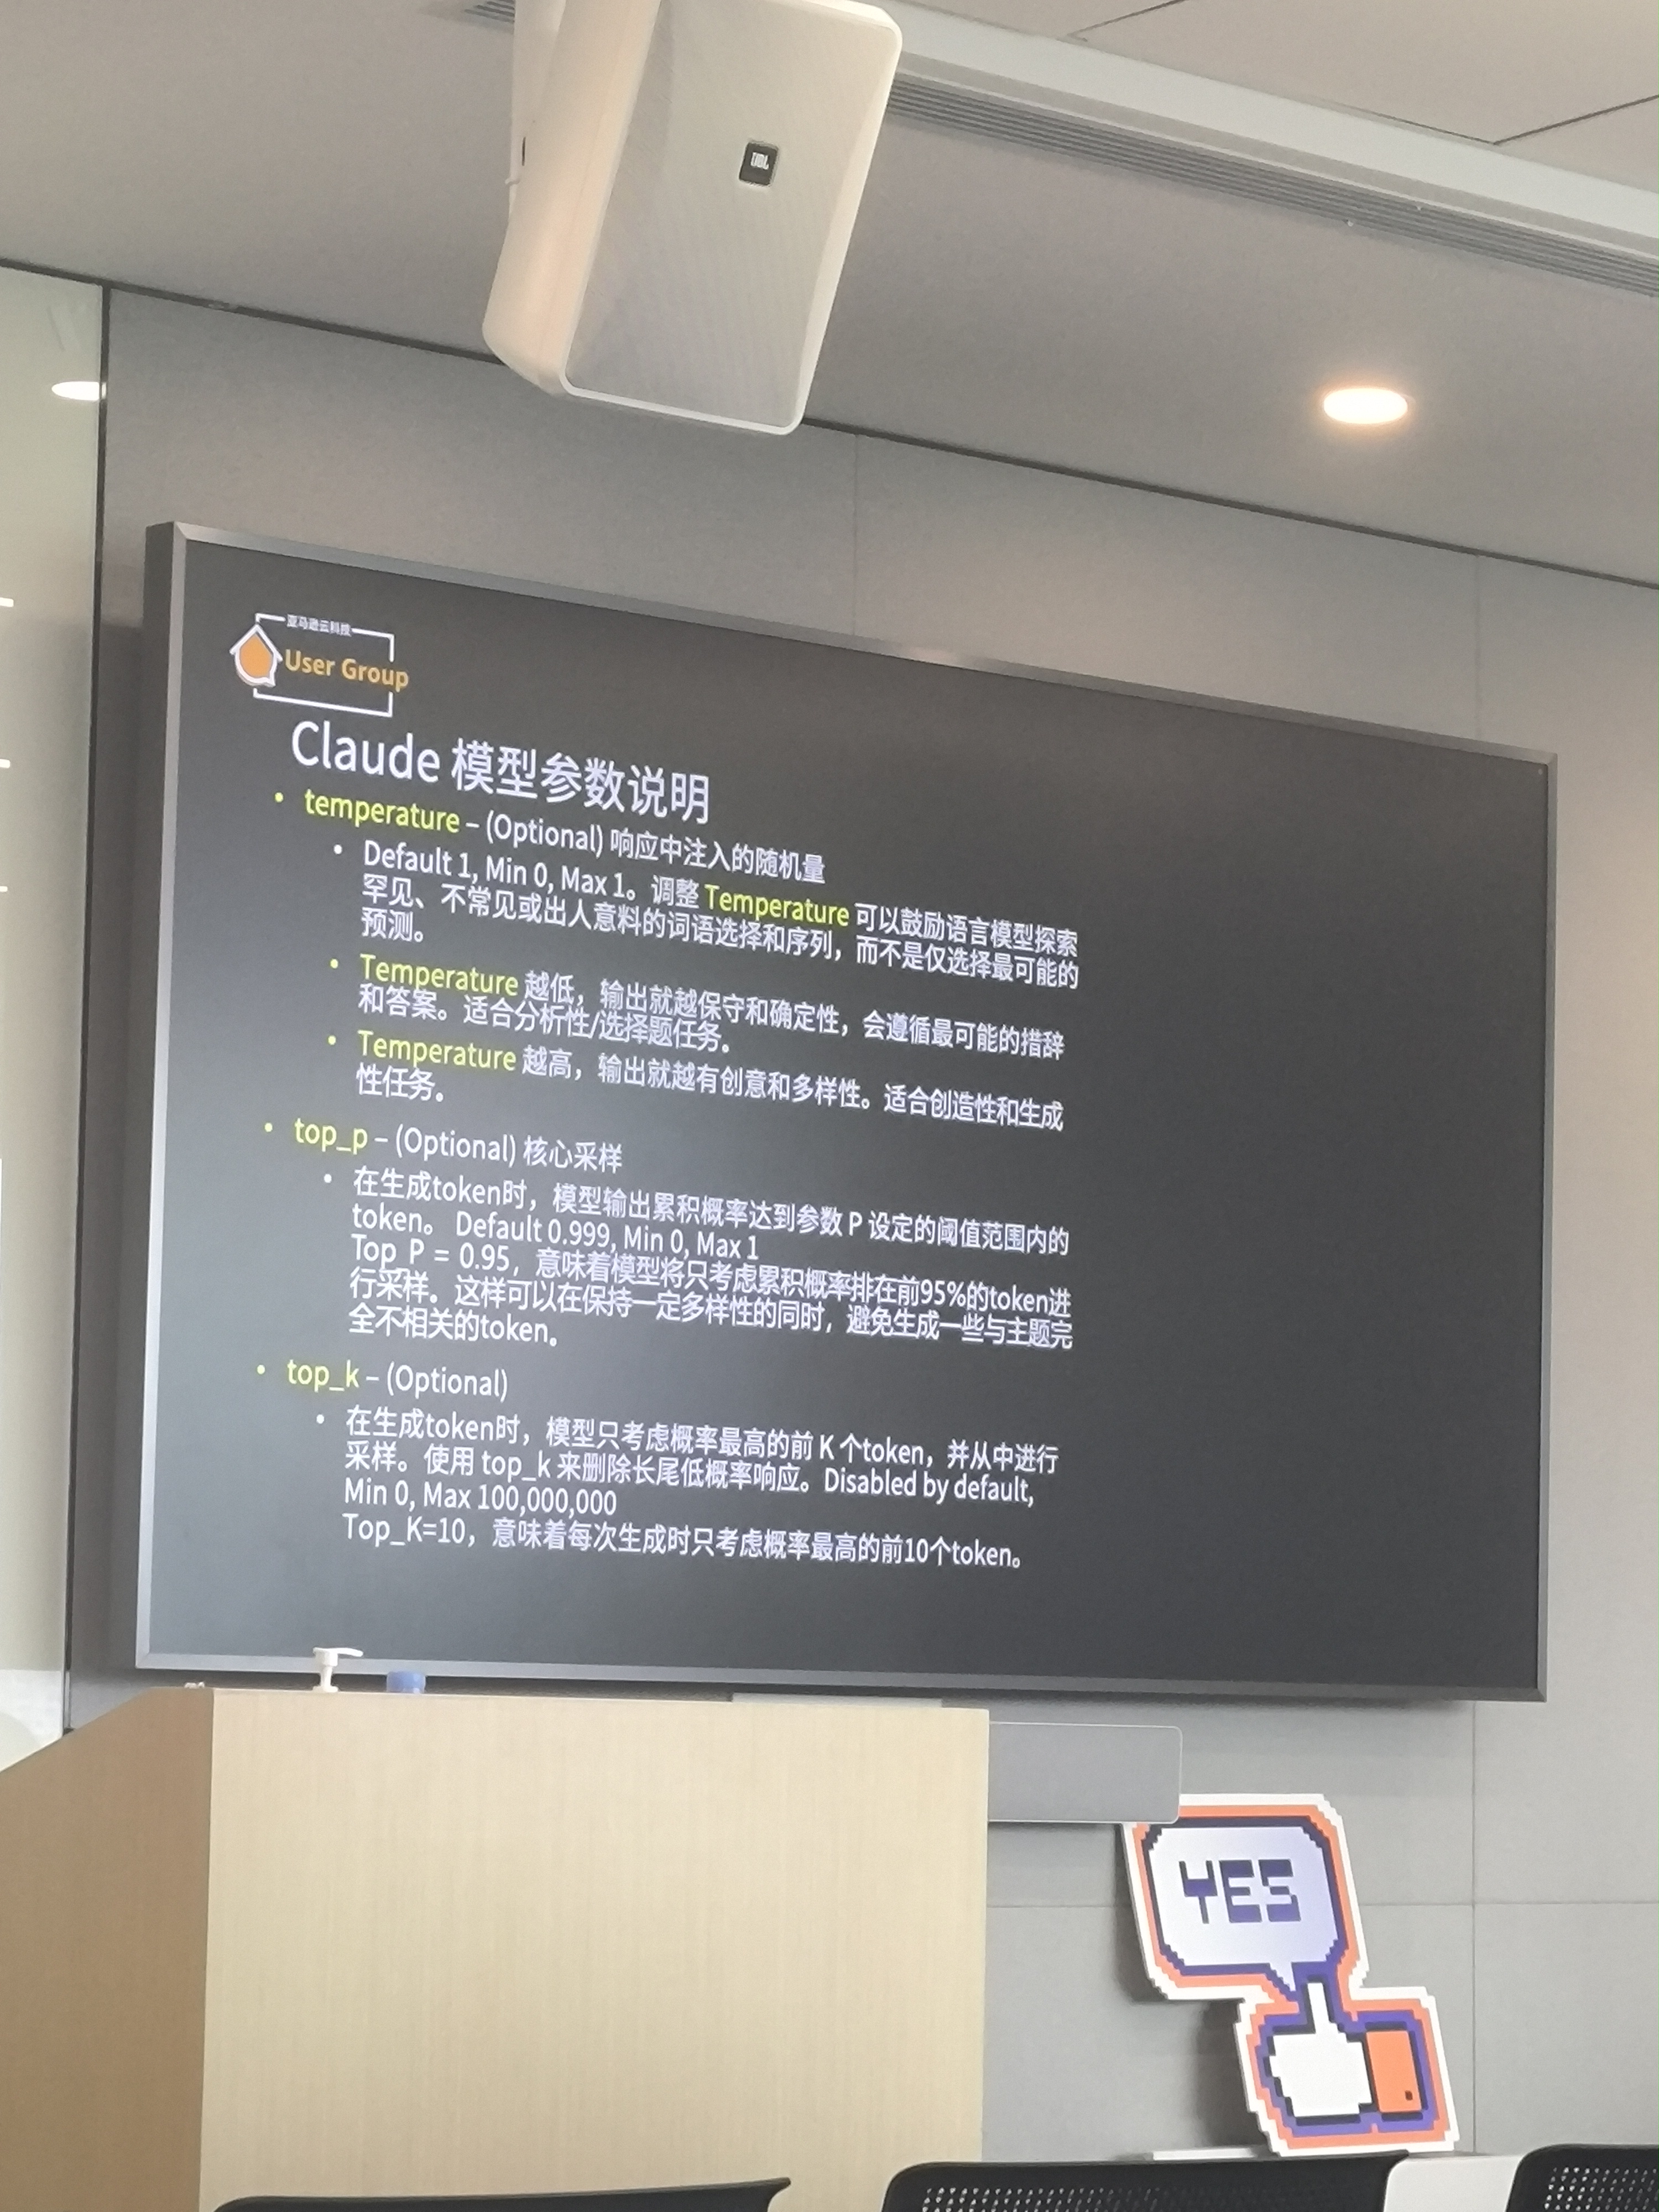 JBL
亚马逊云科技
User Group
Claude 模型参数说明
• temperature – (Optional) 响应中注入的随机量
• Default 1, Min 0, Max 1。调整 Temperature 可以鼓励语言模型探索
罕见、不常见或出人意料的词语选择和序列，而不是仅选择最可能的
预测。
• Temperature 越低，输出就越保守和确定性，会遵循最可能的措辞
和答案。适合分析性/选择题任务。
• Temperature 越高，输出就越有创意和多样性。适合创造性和生成
性任务。
• top_p – (Optional) 核心采样
• 在生成token时，模型输出累积概率达到参数 P 设定的阈值范围内的
token。 Default 0.999, Min 0, Max 1
Top_P = 0.95，意味着模型将只考虑累积概率排在前95%的token进
行采样。这样可以在保持一定多样性的同时，避免生成一些与主题完
全不相关的token。
• top_k – (Optional)
• 在生成token时，模型只考虑概率最高的前 K 个token，并从中进行
采样。使用 top_k 来删除长尾低概率响应。Disabled by default,
Min 0, Max 100,000,000
Top_K=10，意味着每次生成时只考虑概率最高的前10个token。
YES